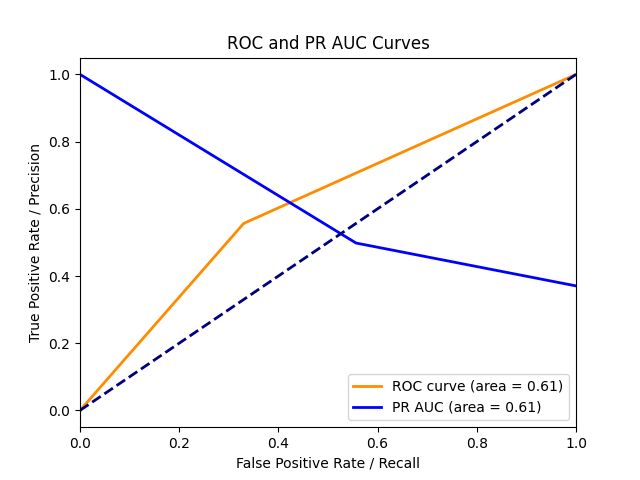 ROC and PR AUC Curves
True Positive Rate / Precision
1.0
0.8
0.6
0.4
0.2
0.0
ROC curve (area = 0.61)
PR AUC (area = 0.61)
0.0 0.2 0.4 0.6 0.8 1.0
False Positive Rate / Recall